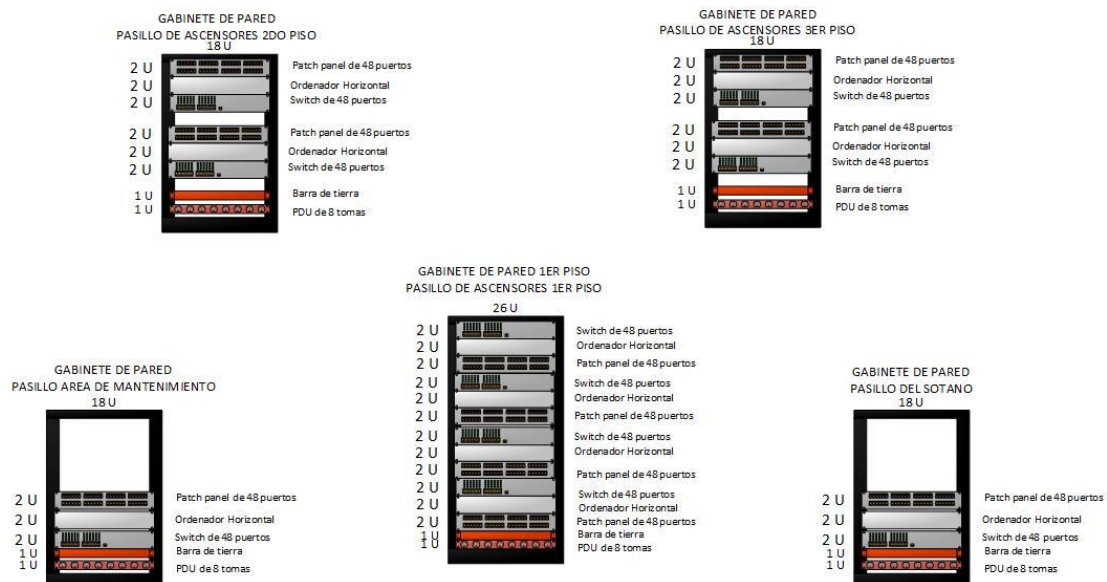 GABINETE DE PARED
PASILLO DE ASCENSORES 2DO PISO
18 U
2 U Patch panel de 48 puertos
2 U Ordenador Horizontal
2 U Switch de 48 puertos
2 U Patch panel de 48 puertos
2 U Ordenador Horizontal
2 U Switch de 48 puertos
1 U Barra de tierra
1 U PDU de 8 tomas
GABINETE DE PARED
PASILLO DE ASCENSORES 3ER PISO
18 U
2 U Patch panel de 48 puertos
2 U Ordenador Horizontal
2 U Switch de 48 puertos
2 U Patch panel de 48 puertos
2 U Ordenador Horizontal
2 U Switch de 48 puertos
1 U Barra de tierra
1 U PDU de 8 tomas
GABINETE DE PARED
PASILLO AREA DE MANTENIMIENTO
18 U
2 U Patch panel de 48 puertos
2 U Ordenador Horizontal
2 U Switch de 48 puertos
1 U Barra de tierra
1 U PDU de 8 tomas
GABINETE DE PARED 1ER PISO
PASILLO DE ASCENSORES 1ER PISO
26 U
2 U Switch de 48 puertos
2 U Ordenador Horizontal
2 U Patch panel de 48 puertos
2 U Switch de 48 puertos
2 U Ordenador Horizontal
2 U Patch panel de 48 puertos
2 U Switch de 48 puertos
2 U Ordenador Horizontal
2 U Patch panel de 48 puertos
2 U Switch de 48 puertos
2 U Ordenador Horizontal
2 U Patch panel de 48 puertos
1 U Barra de tierra
1 U PDU de 8 tomas
GABINETE DE PARED
PASILLO DEL SOTANO
18 U
2 U Patch panel de 48 puertos
2 U Ordenador Horizontal
2 U Switch de 48 puertos
1 U Barra de tierra
1 U PDU de 8 tomas